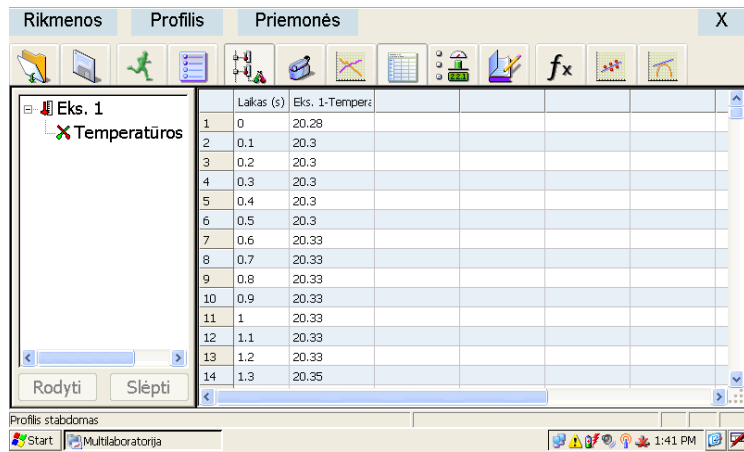 Rikmenos Profilis Priemonės X
fx
Eks. 1
Temperatūros
Laikas (s) Eks. 1-Tempera
1 0 20.28
2 0.1 20.3
3 0.2 20.3
4 0.3 20.3
5 0.4 20.3
6 0.5 20.3
7 0.6 20.33
8 0.7 20.33
9 0.8 20.33
10 0.9 20.33
11 1 20.33
12 1.1 20.33
13 1.2 20.33
14 1.3 20.35
Rodyti Slėpti
Profilis stabdomas
Start Multilaboratorija 1:41 PM